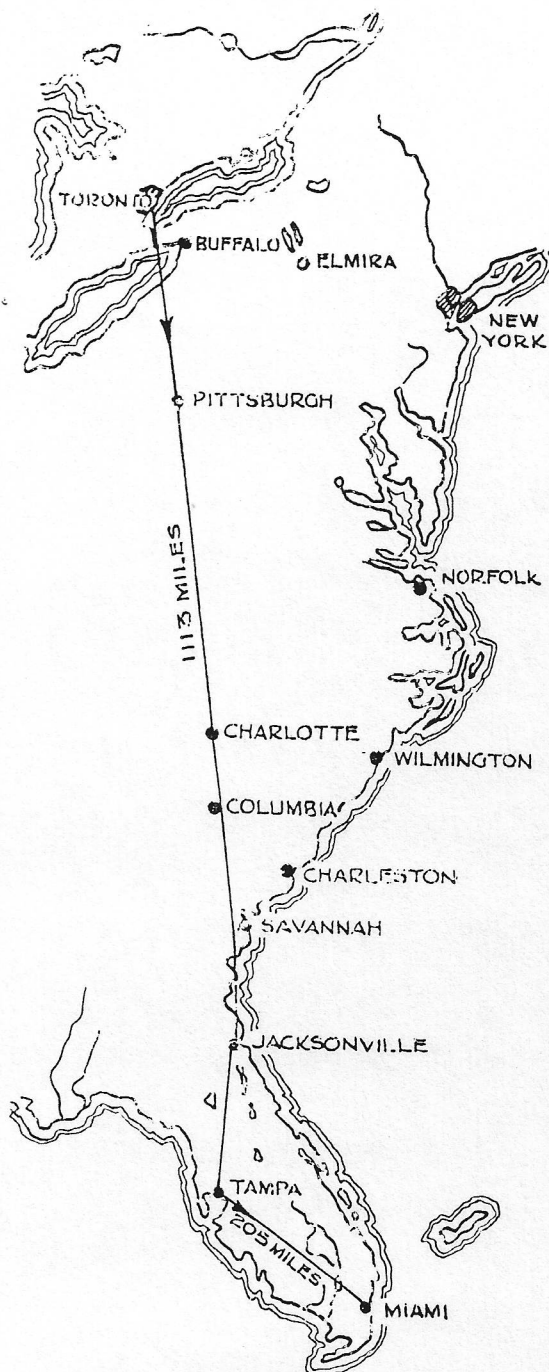 TORONTO
BUFFALO
ELMIRA
NEW
YORK
PITTSBURGH
1113 MILES
NORFOLK
CHARLOTTE
WILMINGTON
COLUMBIA
CHARLESTON
SAVANNAH
JACKSONVILLE
TAMPA
205 MILES
MIAMI